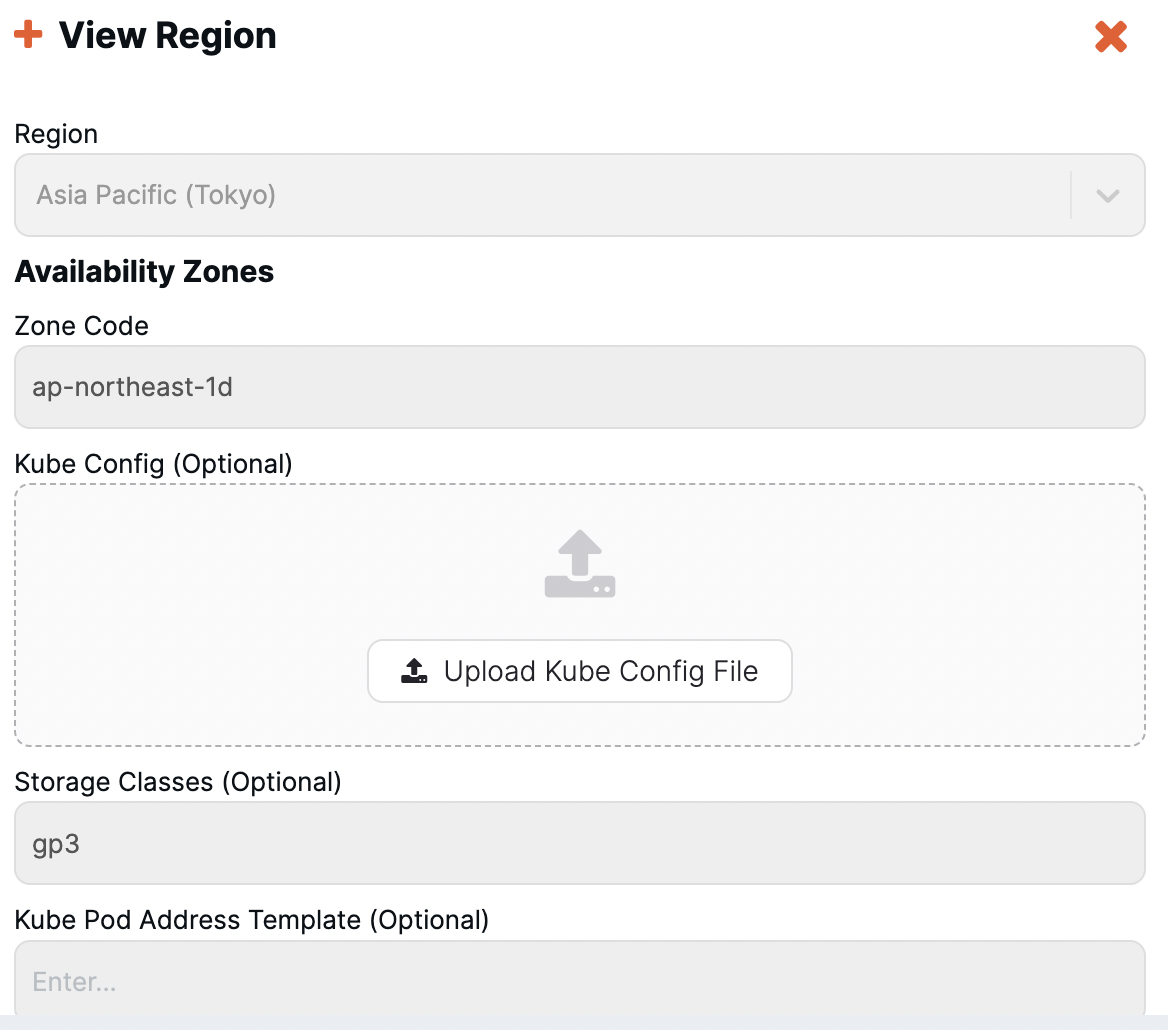 View Region
Region
Asia Pacific (Tokyo)
Availability Zones
Zone Code
ap-northeast-1d
Kube Config (Optional)
Upload Kube Config File
Storage Classes (Optional)
gp3
Kube Pod Address Template (Optional)
Enter...